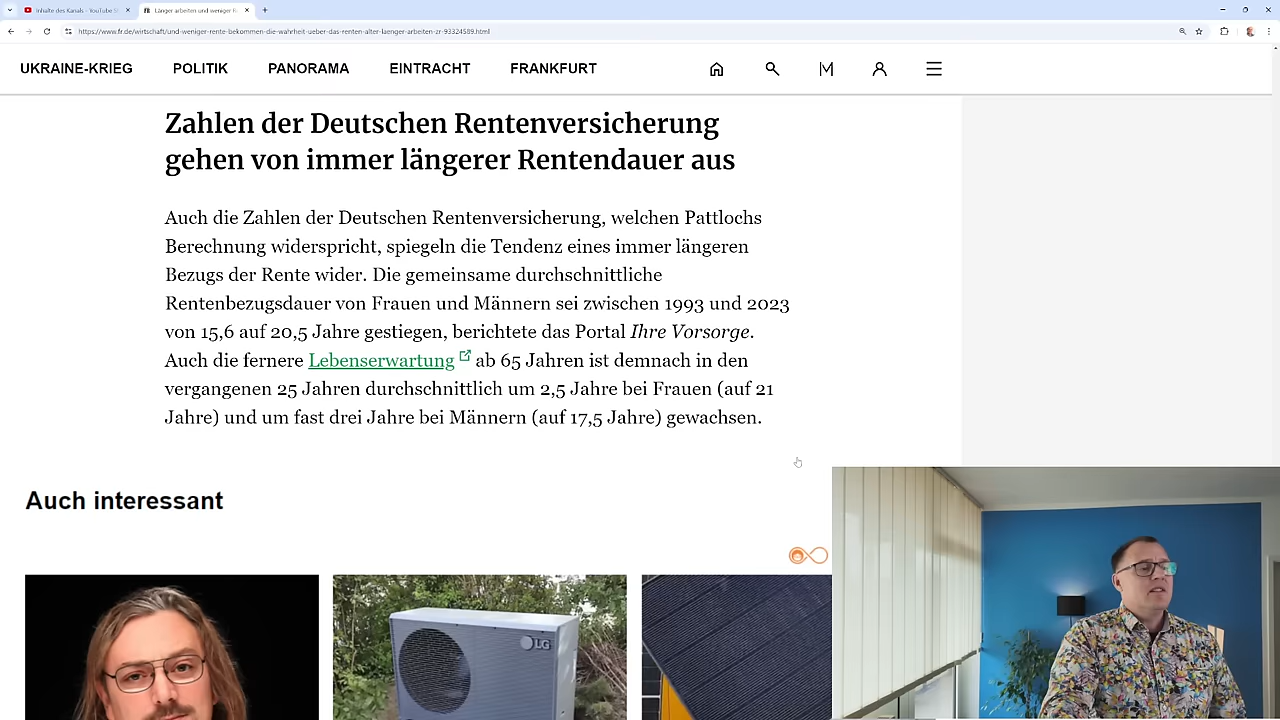 Inhalte des Kanals - YouTube S
Länger arbeiten und weniger R
https://www.fr.de/wirtschaft/und-weniger-rente-bekommen-die-wahrheit-ueber-das-renten-alter-laenger-arbeiten-zr-93324589.html
UKRAINE-KRIEG POLITIK PANORAMA EINTRACHT FRANKFURT
Zahlen der Deutschen Rentenversicherung
gehen von immer längerer Rentendauer aus
Auch die Zahlen der Deutschen Rentenversicherung, welchen Pattlochs
Berechnung widerspricht, spiegeln die Tendenz eines immer längeren
Bezugs der Rente wider. Die gemeinsame durchschnittliche
Rentenbezugsdauer von Frauen und Männern sei zwischen 1993 und 2023
von 15,6 auf 20,5 Jahre gestiegen, berichtete das Portal Ihre Vorsorge.
Auch die fernere Lebenserwartung ab 65 Jahren ist demnach in den
vergangenen 25 Jahren durchschnittlich um 2,5 Jahre bei Frauen (auf 21
Jahre) und um fast drei Jahre bei Männern (auf 17,5 Jahre) gewachsen.
Auch interessant
LG